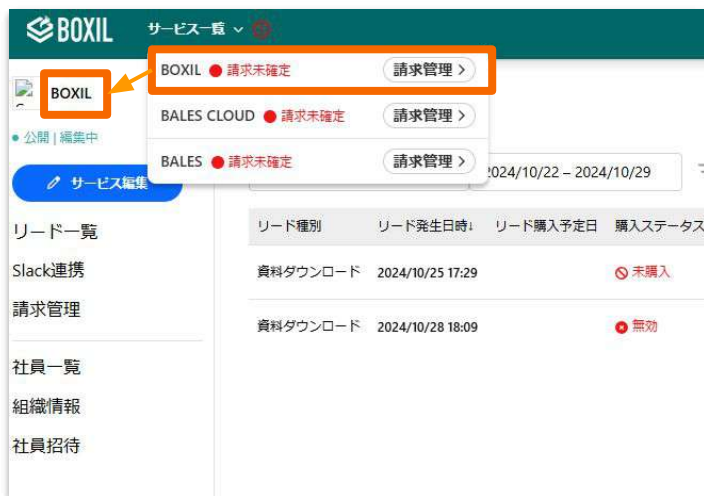 BOXIL サービス一覧
BOXIL 請求未確定 請求管理
BOXIL
BALES CLOUD 請求未確定 請求管理
• 公開 | 編集中
BALES 請求未確定 請求管理
サービス編集
2024/10/22 – 2024/10/29
リード種別 リード発生日時↓ リード購入予定日 購入ステータス
リード一覧
資料ダウンロード 2024/10/25 17:29 未購入
Slack連携
請求管理
資料ダウンロード 2024/10/28 18:09 無効
社員一覧
組織情報
社員招待